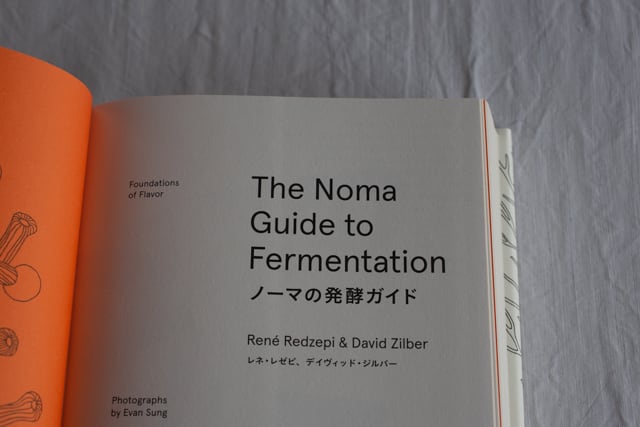 Foundations
of Flavor
The Noma
Guide to
Fermentation
ノーマの発酵ガイド
René Redzepi & David Zilber
レネ・レゼピ、デイヴィッド・ジルバー
Photographs
by Evan Sung